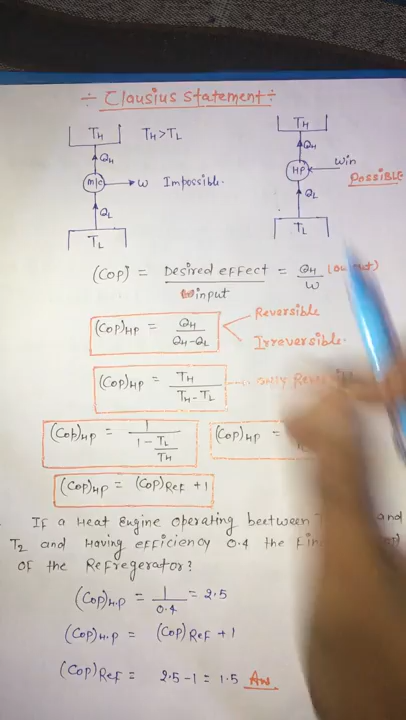 ÷ Clausius Statement ÷
TH TH > TL TH
QH QH
M/C W Impossible. HP Win
Possible
QL QL
TL TL
(COP) = Desired effect / input = QH / W
(COP)HP = QH / QH - QL
Reversible
Irreversible.
(COP)HP = TH / TH - TL only
(COP)HP = 1 / 1 - TL/TH (COP)HP =
(COP)HP = (COP)Ref + 1
If a Heat Engine operating beetween and
T2 and Having efficiency 0.4 the
of the Refregerator?
(COP)H.P = 1 / 0.4 = 2.5
(COP)H.P = (COP)Ref + 1
(COP)Ref = 2.5 - 1 = 1.5 Ans